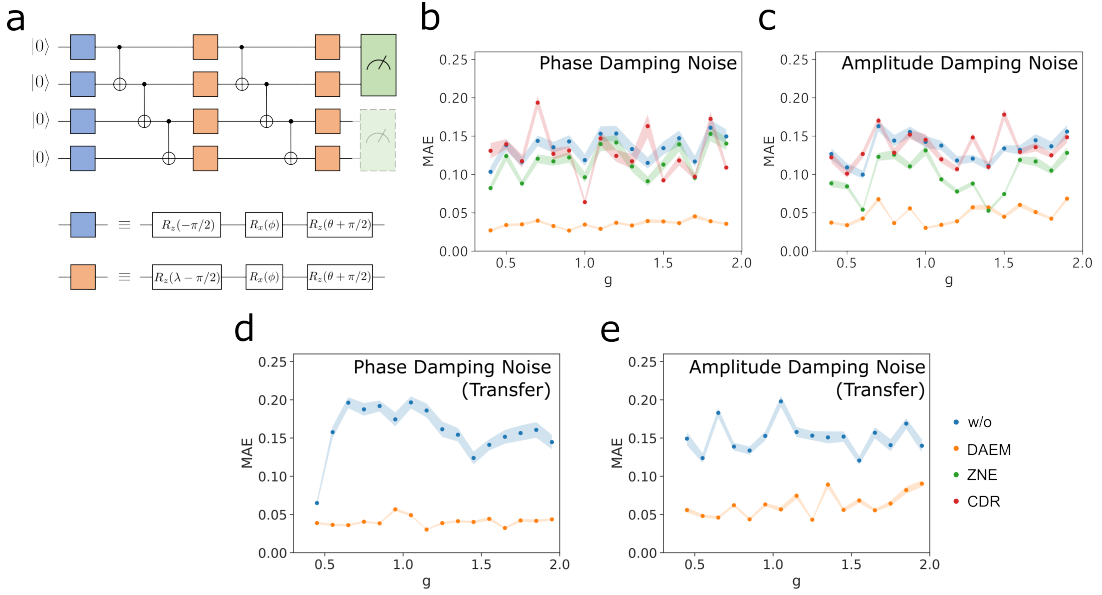 a
|0⟩
|0⟩
|0⟩
|0⟩
≡ R_z(−π/2) R_x(ϕ) R_z(θ + π/2)
≡ R_z(λ − π/2) R_x(ϕ) R_z(θ + π/2)
b
Phase Damping Noise
MAE
0.25
0.20
0.15
0.10
0.05
0.00
0.5 1.0 1.5 2.0
g
c
Amplitude Damping Noise
MAE
0.25
0.20
0.15
0.10
0.05
0.00
0.5 1.0 1.5 2.0
g
d
Phase Damping Noise
(Transfer)
MAE
0.25
0.20
0.15
0.10
0.05
0.00
0.5 1.0 1.5 2.0
g
e
Amplitude Damping Noise
(Transfer)
MAE
0.25
0.20
0.15
0.10
0.05
0.00
0.5 1.0 1.5 2.0
g
w/o
DAEM
ZNE
CDR